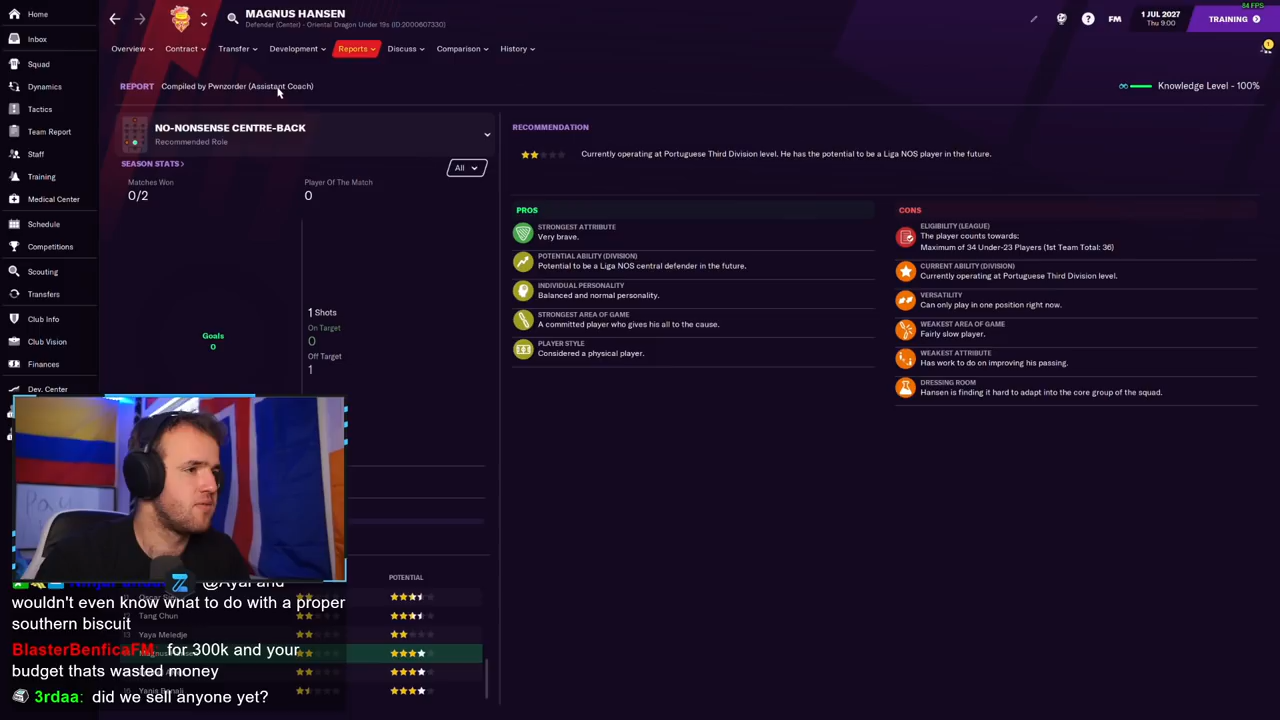 84 FPS
Home
MAGNUS HANSEN
Defender (Center) - Oriental Dragon Under 19s (ID:2000607330)
FM
1 JUL 2027
Thu 9:00
TRAINING
1
Inbox
Overview
Contract
Transfer
Development
Reports
Discuss
Comparison
History
Squad
Dynamics
Tactics
Team Report
Staff
Training
Medical Center
Schedule
Competitions
Scouting
Transfers
Club Info
Club Vision
Finances
Dev. Center
REPORT
Compiled by Pwnzorder (Assistant Coach)
Knowledge Level - 100%
NO-NONSENSE CENTRE-BACK
Recommended Role
SEASON STATS >
All
Matches Won
0/2
Player Of The Match
0
Goals
0
1 Shots
On Target
0
Off Target
1
RECOMMENDATION
Currently operating at Portuguese Third Division level. He has the potential to be a Liga NOS player in the future.
PROS
STRONGEST ATTRIBUTE
Very brave.
POTENTIAL ABILITY (DIVISION)
Potential to be a Liga NOS central defender in the future.
INDIVIDUAL PERSONALITY
Balanced and normal personality.
STRONGEST AREA OF GAME
A committed player who gives his all to the cause.
PLAYER STYLE
Considered a physical player.
CONS
ELIGIBILITY (LEAGUE)
The player counts towards:
Maximum of 34 Under-23 Players (1st Team Total: 36)
CURRENT ABILITY (DIVISION)
Currently operating at Portuguese Third Division level.
VERSATILITY
Can only play in one position right now.
WEAKEST AREA OF GAME
Fairly slow player.
WEAKEST ATTRIBUTE
Has work to do on improving his passing.
DRESSING ROOM
Hansen is finding it hard to adapt into the core group of the squad.
POTENTIAL
Tang Chun
Yaya Meledje
Yanis Benali
and
wouldn't even know what to do with a proper
southern biscuit
BlasterBenficaFM: for 300k and your
budget thats wasted money
3rdaa: did we sell anyone yet?